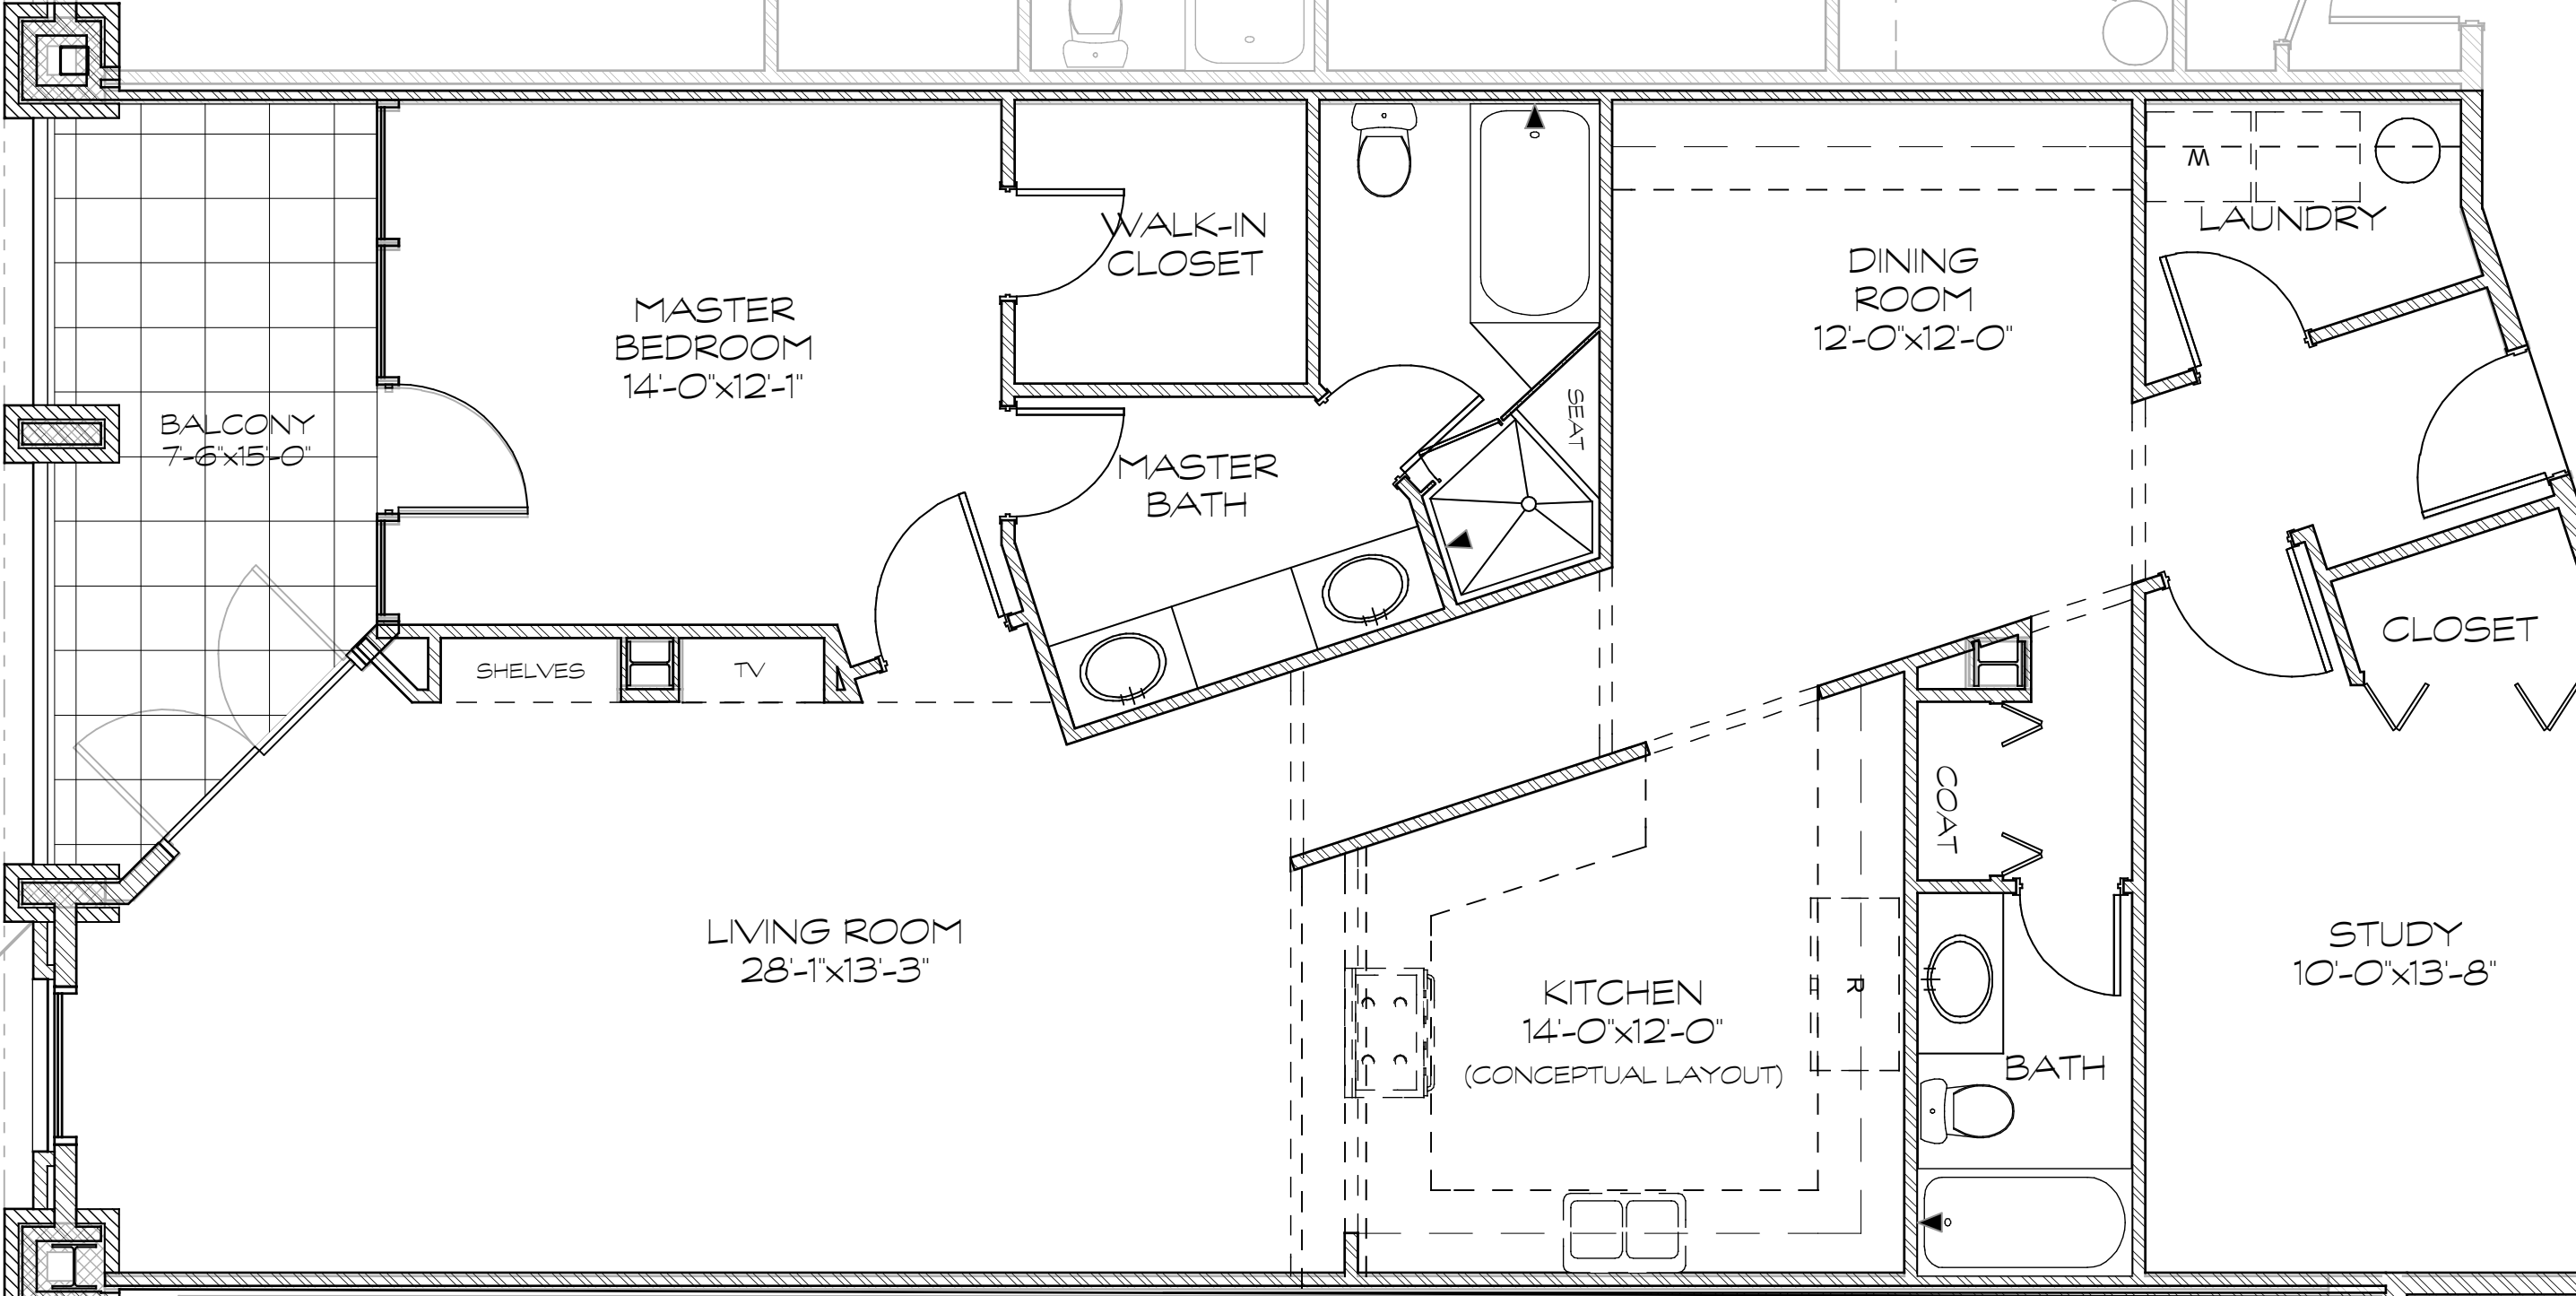 W
LAUNDRY
WALK-IN
CLOSET
DINING
ROOM
12'-0"x12'-0"
MASTER
BEDROOM
14'-0"x12'-1"
BALCONY
7'-6"x15'-0"
SEAT
MASTER
BATH
CLOSET
SHELVES
TV
COAT
LIVING ROOM
28'-1"x13'-3"
KITCHEN
14'-0"x12'-0"
(CONCEPTUAL LAYOUT)
R
BATH
STUDY
10'-0"x13'-8"